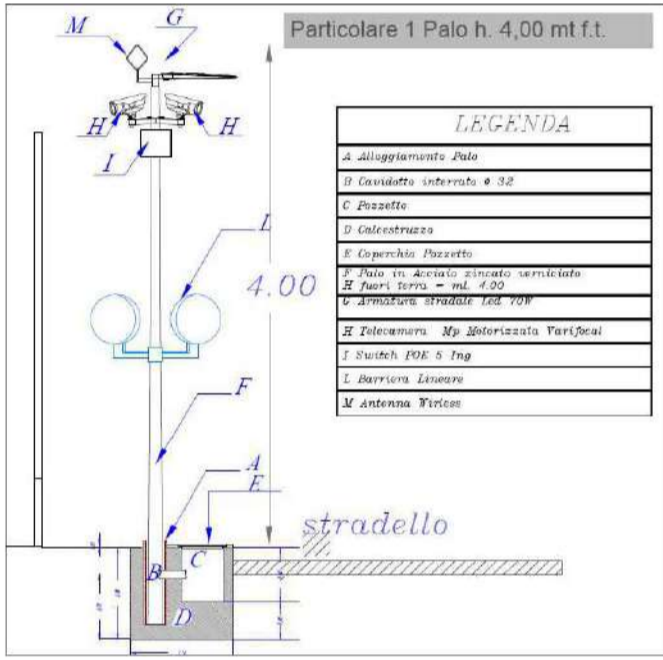 Particolare 1 Palo h. 4,00 mt f.t.
M
G
H
H
I
L
4.00
F
A
E
stradello
C
B
D
LEGENDA
A Alloggiamento Palo
B Cavidotto interrato ϕ 32
C Pozzetto
D Calcestruzzo
E Coperchio Pozzetto
F Palo in Acciaio zincato verniciato
H fuori terra = ml. 4.00
G Armatura stradale Led 70W
H Telecamera Mp Motorizzata Varifocal
I Switch POE 5 Ing
L Barriera Lineare
M Antenna Wirless